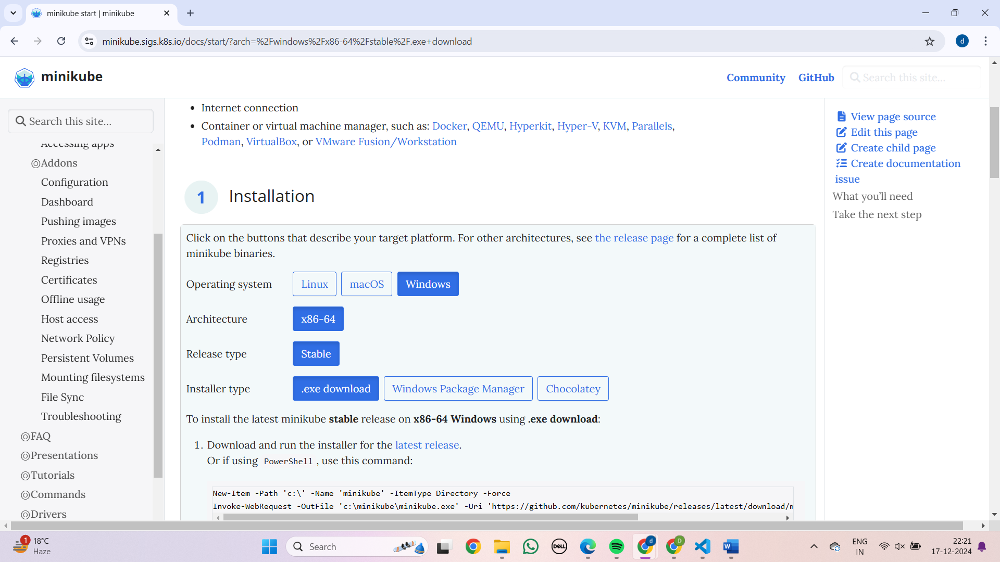 minikube start | minikube
minikube.sigs.k8s.io/docs/start/?arch=%2Fwindows%2Fx86-64%2Fstable%2F.exe+download
d
minikube
Community
GitHub
Search this site...
Search this site...
Accessing apps
Addons
Configuration
Dashboard
Pushing images
Proxies and VPNs
Registries
Certificates
Offline usage
Host access
Network Policy
Persistent Volumes
Mounting filesystems
File Sync
Troubleshooting
FAQ
Presentations
Tutorials
Commands
Drivers
Internet connection
Container or virtual machine manager, such as: Docker, QEMU, Hyperkit, Hyper-V, KVM, Parallels,
Podman, VirtualBox, or VMware Fusion/Workstation
1 Installation
Click on the buttons that describe your target platform. For other architectures, see the release page for a complete list of
minikube binaries.
Operating system Linux macOS Windows
Architecture x86-64
Release type Stable
Installer type .exe download Windows Package Manager Chocolatey
To install the latest minikube stable release on x86-64 Windows using .exe download:
1. Download and run the installer for the latest release.
Or if using PowerShell , use this command:
New-Item -Path 'c:\' -Name 'minikube' -ItemType Directory -Force
Invoke-WebRequest -OutFile 'c:\minikube\minikube.exe' -Uri 'https://github.com/kubernetes/minikube/releases/latest/download/m
View page source
Edit this page
Create child page
Create documentation
issue
What you'll need
Take the next step
1
18°C
Haze
Search
DELL
d
D
W
ENG
IN
22:21
17-12-2024